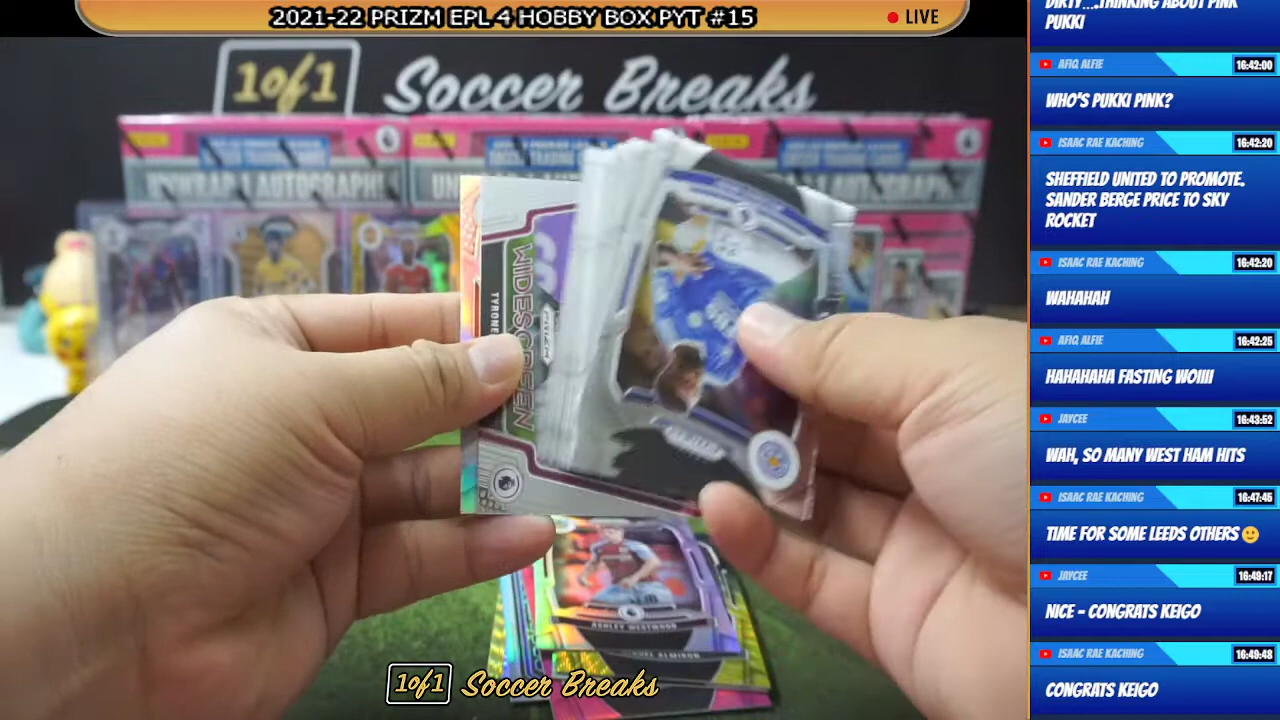 2021-22 PRIZM EPL 4 HOBBY BOX PYT #15
LIVE
1of1 Soccer Breaks
WIDESCREEN
TYRONE
ASHLEY WESTWOOD
1of1 Soccer Breaks
DIRTY....THINKING ABOUT PINK
PUKKI
AFIQ ALFIE 16:42:00
WHO'S PUKKI PINK?
ISAAC RAE KACHING 16:42:20
SHEFFIELD UNITED TO PROMOTE.
SANDER BERGE PRICE TO SKY
ROCKET
ISAAC RAE KACHING 16:42:20
WAHAHAH
AFIQ ALFIE 16:42:25
HAHAHAHA FASTING WOIIII
JAYCEE 16:43:52
WAH, SO MANY WEST HAM HITS
ISAAC RAE KACHING 16:47:45
TIME FOR SOME LEEDS OTHERS🙂
JAYCEE 16:49:17
NICE - CONGRATS KEIGO
ISAAC RAE KACHING 16:49:48
CONGRATS KEIGO